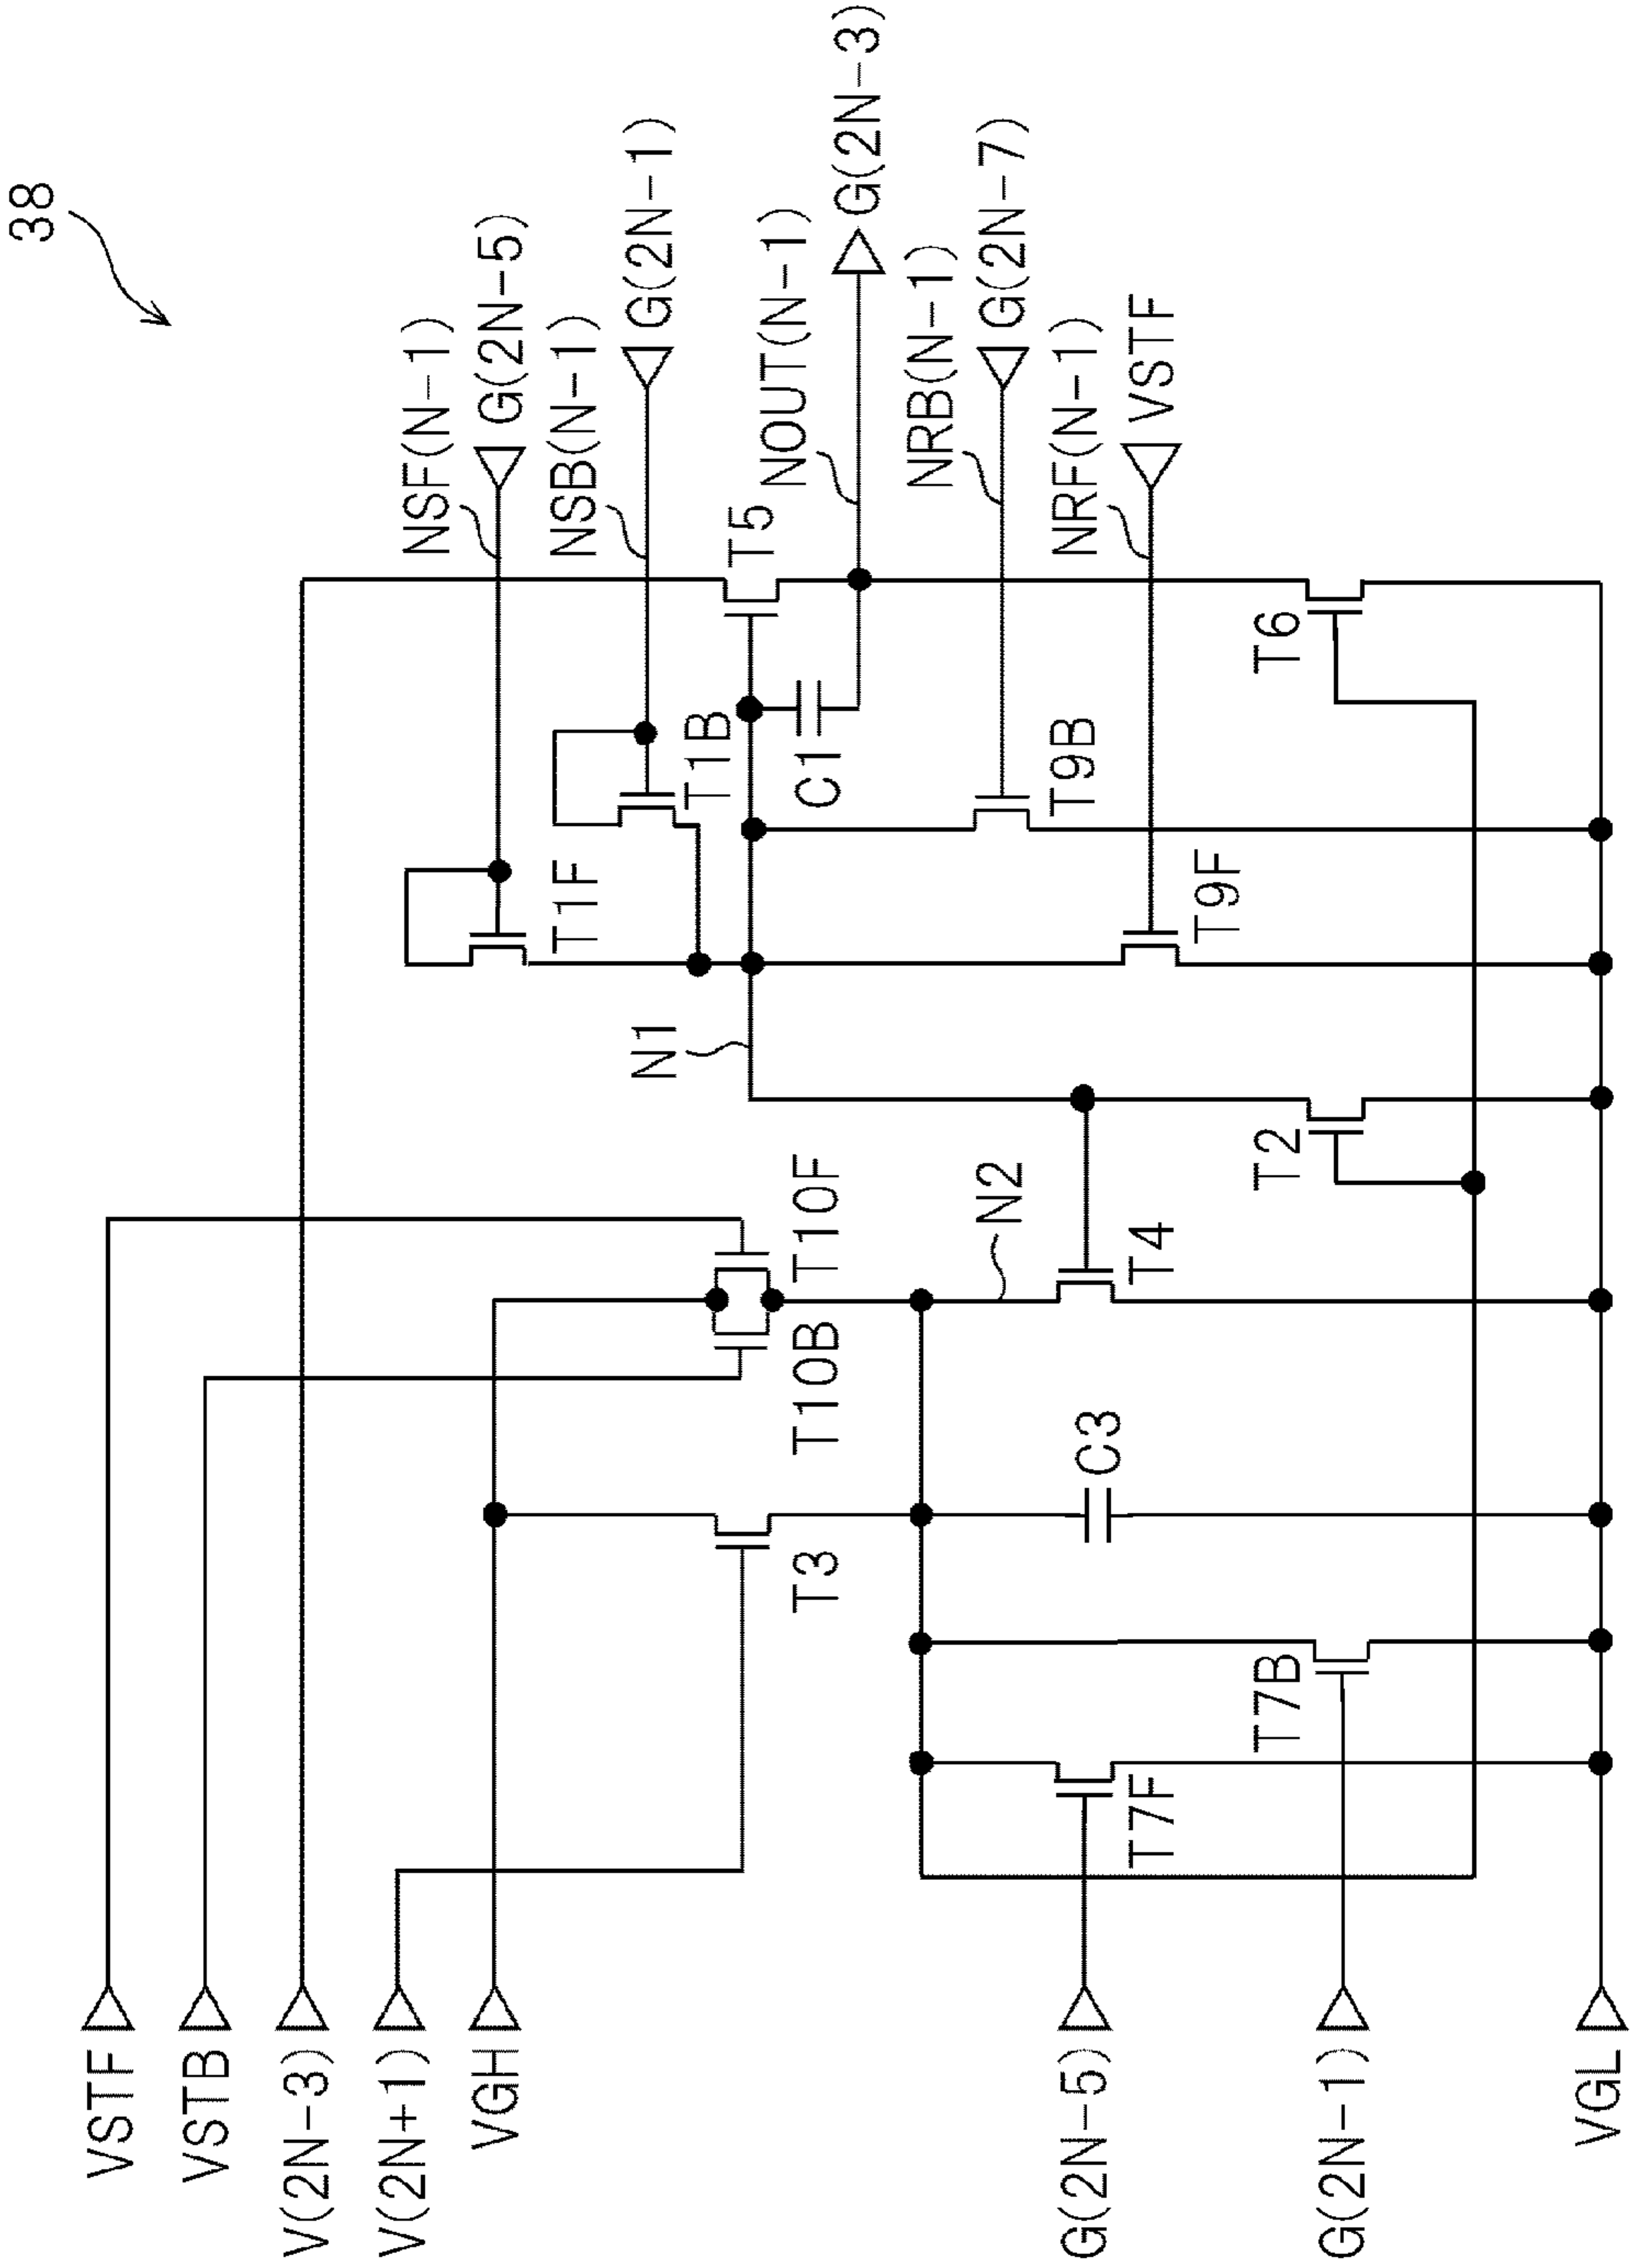 38
VSTF
VSTB
V(2N-3)
V(2N+1)
VGH
G(2N-5)
G(2N-1)
VGL
NSF(N-1)
G(2N-5)
NSB(N-1)
G(2N-1)
NOUT(N-1)
G(2N-3)
NRB(N-1)
G(2N-7)
NRF(N-1)
VSTF
T1F
T1B
T5
C1
T9B
T9F
T6
N1
T10F
T10B
N2
T4
T2
T3
C3
T7F
T7B